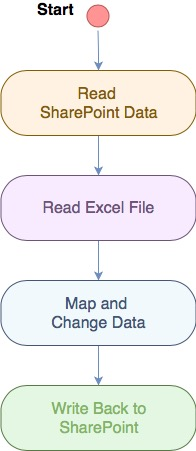 Start
Read
SharePoint Data
Read Excel File
Map and
Change Data
Write Back to
SharePoint